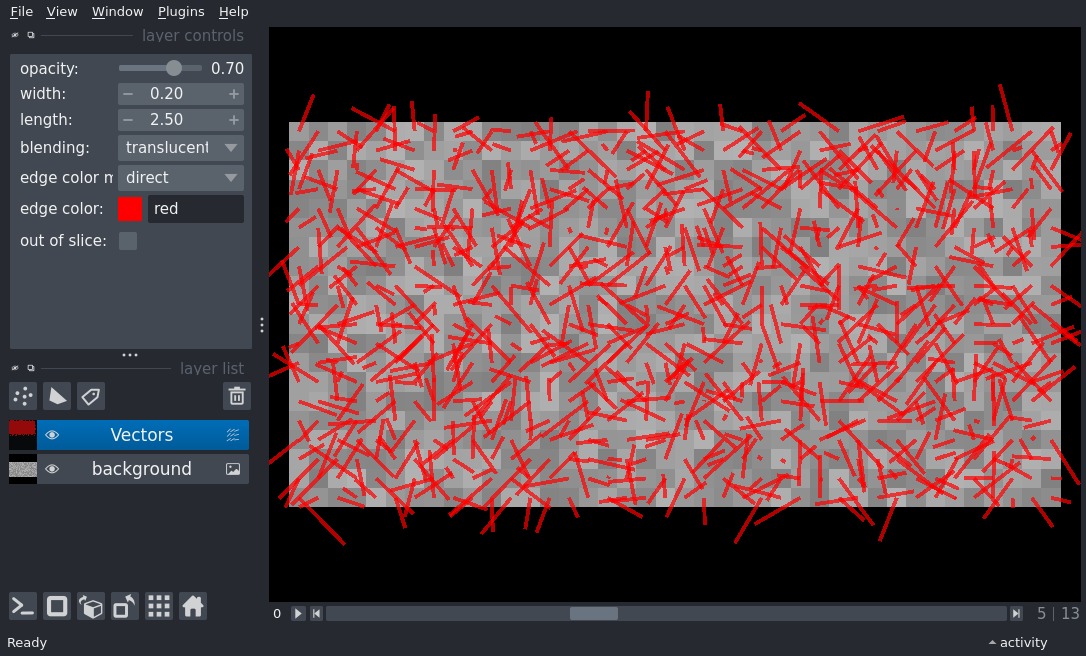 File View Window Plugins Help
layer controls
opacity: 0.70
width: − 0.20 +
length: − 2.50 +
blending: translucent
edge color m direct
edge color: red
out of slice:
layer list
Vectors
background
0 5 | 13
Ready activity